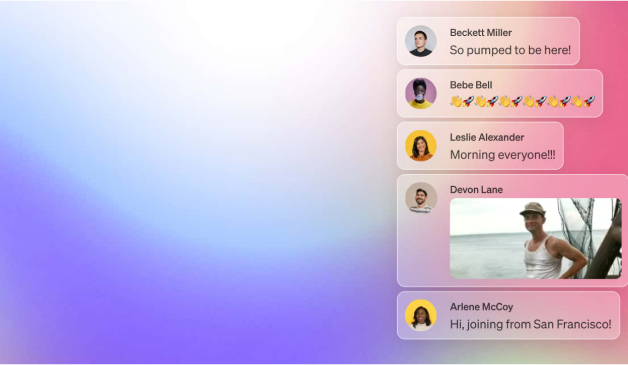 Beckett Miller
So pumped to be here!
Bebe Bell
👋🚀👋🚀👋🚀👋🚀👋🚀👋🚀
Leslie Alexander
Morning everyone!!!
Devon Lane
Arlene McCoy
Hi, joining from San Francisco!